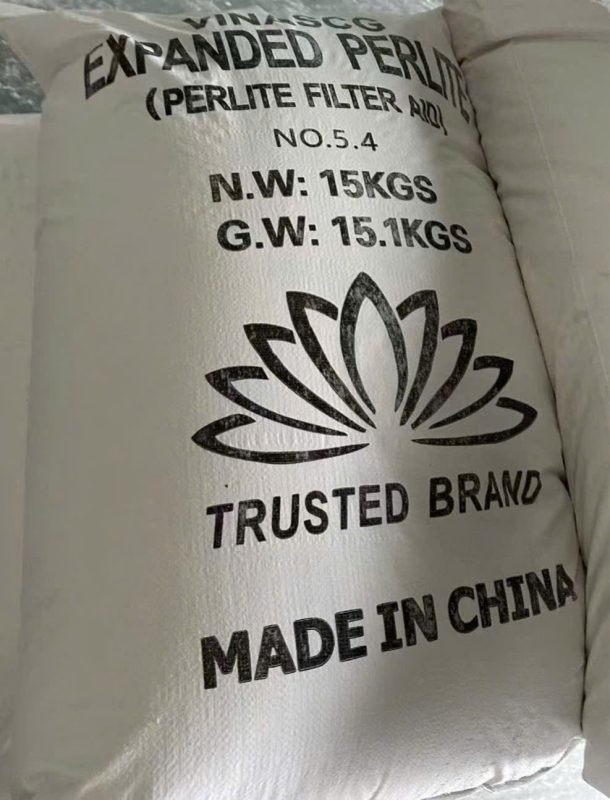 VINASCG
EXPANDED PERLITE
(PERLITE FILTER AID)
NO.5.4
N.W: 15KGS
G.W: 15.1KGS
TRUSTED BRAND
MADE IN CHINA